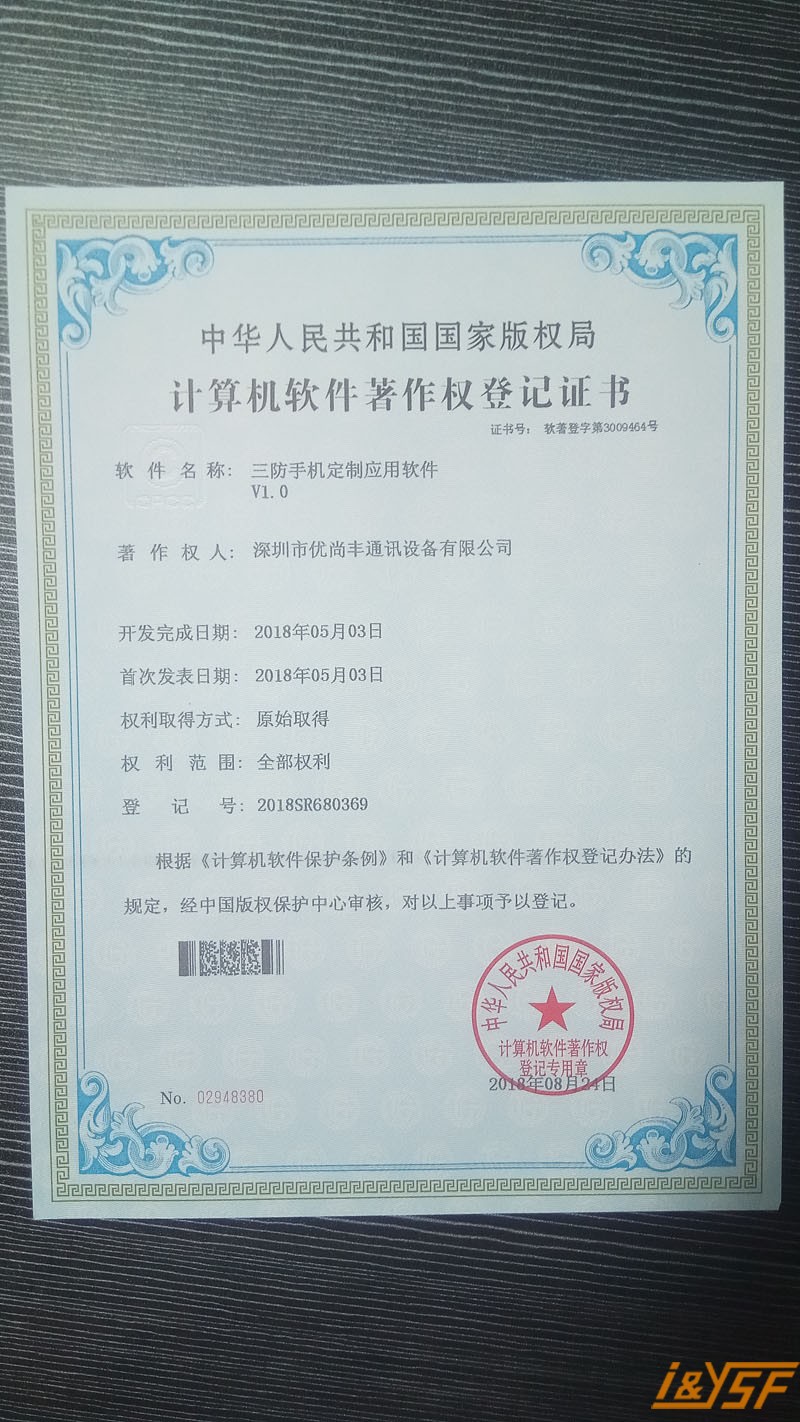 中华人民共和国国家版权局
计算机软件著作权登记证书
证书号： 软著登字第3009464号
软件名称： 三防手机定制应用软件
V1.0
著作权人： 深圳市优尚丰通讯设备有限公司
开发完成日期： 2018年05月03日
首次发表日期： 2018年05月03日
权利取得方式： 原始取得
权利范围： 全部权利
登记号： 2018SR680369
根据《计算机软件保护条例》和《计算机软件著作权登记办法》的
规定，经中国版权保护中心审核，对以上事项予以登记。
中华人民共和国国家版权局
计算机软件著作权
登记专用章
2018年08月24日
No. 02948380
i&YSF